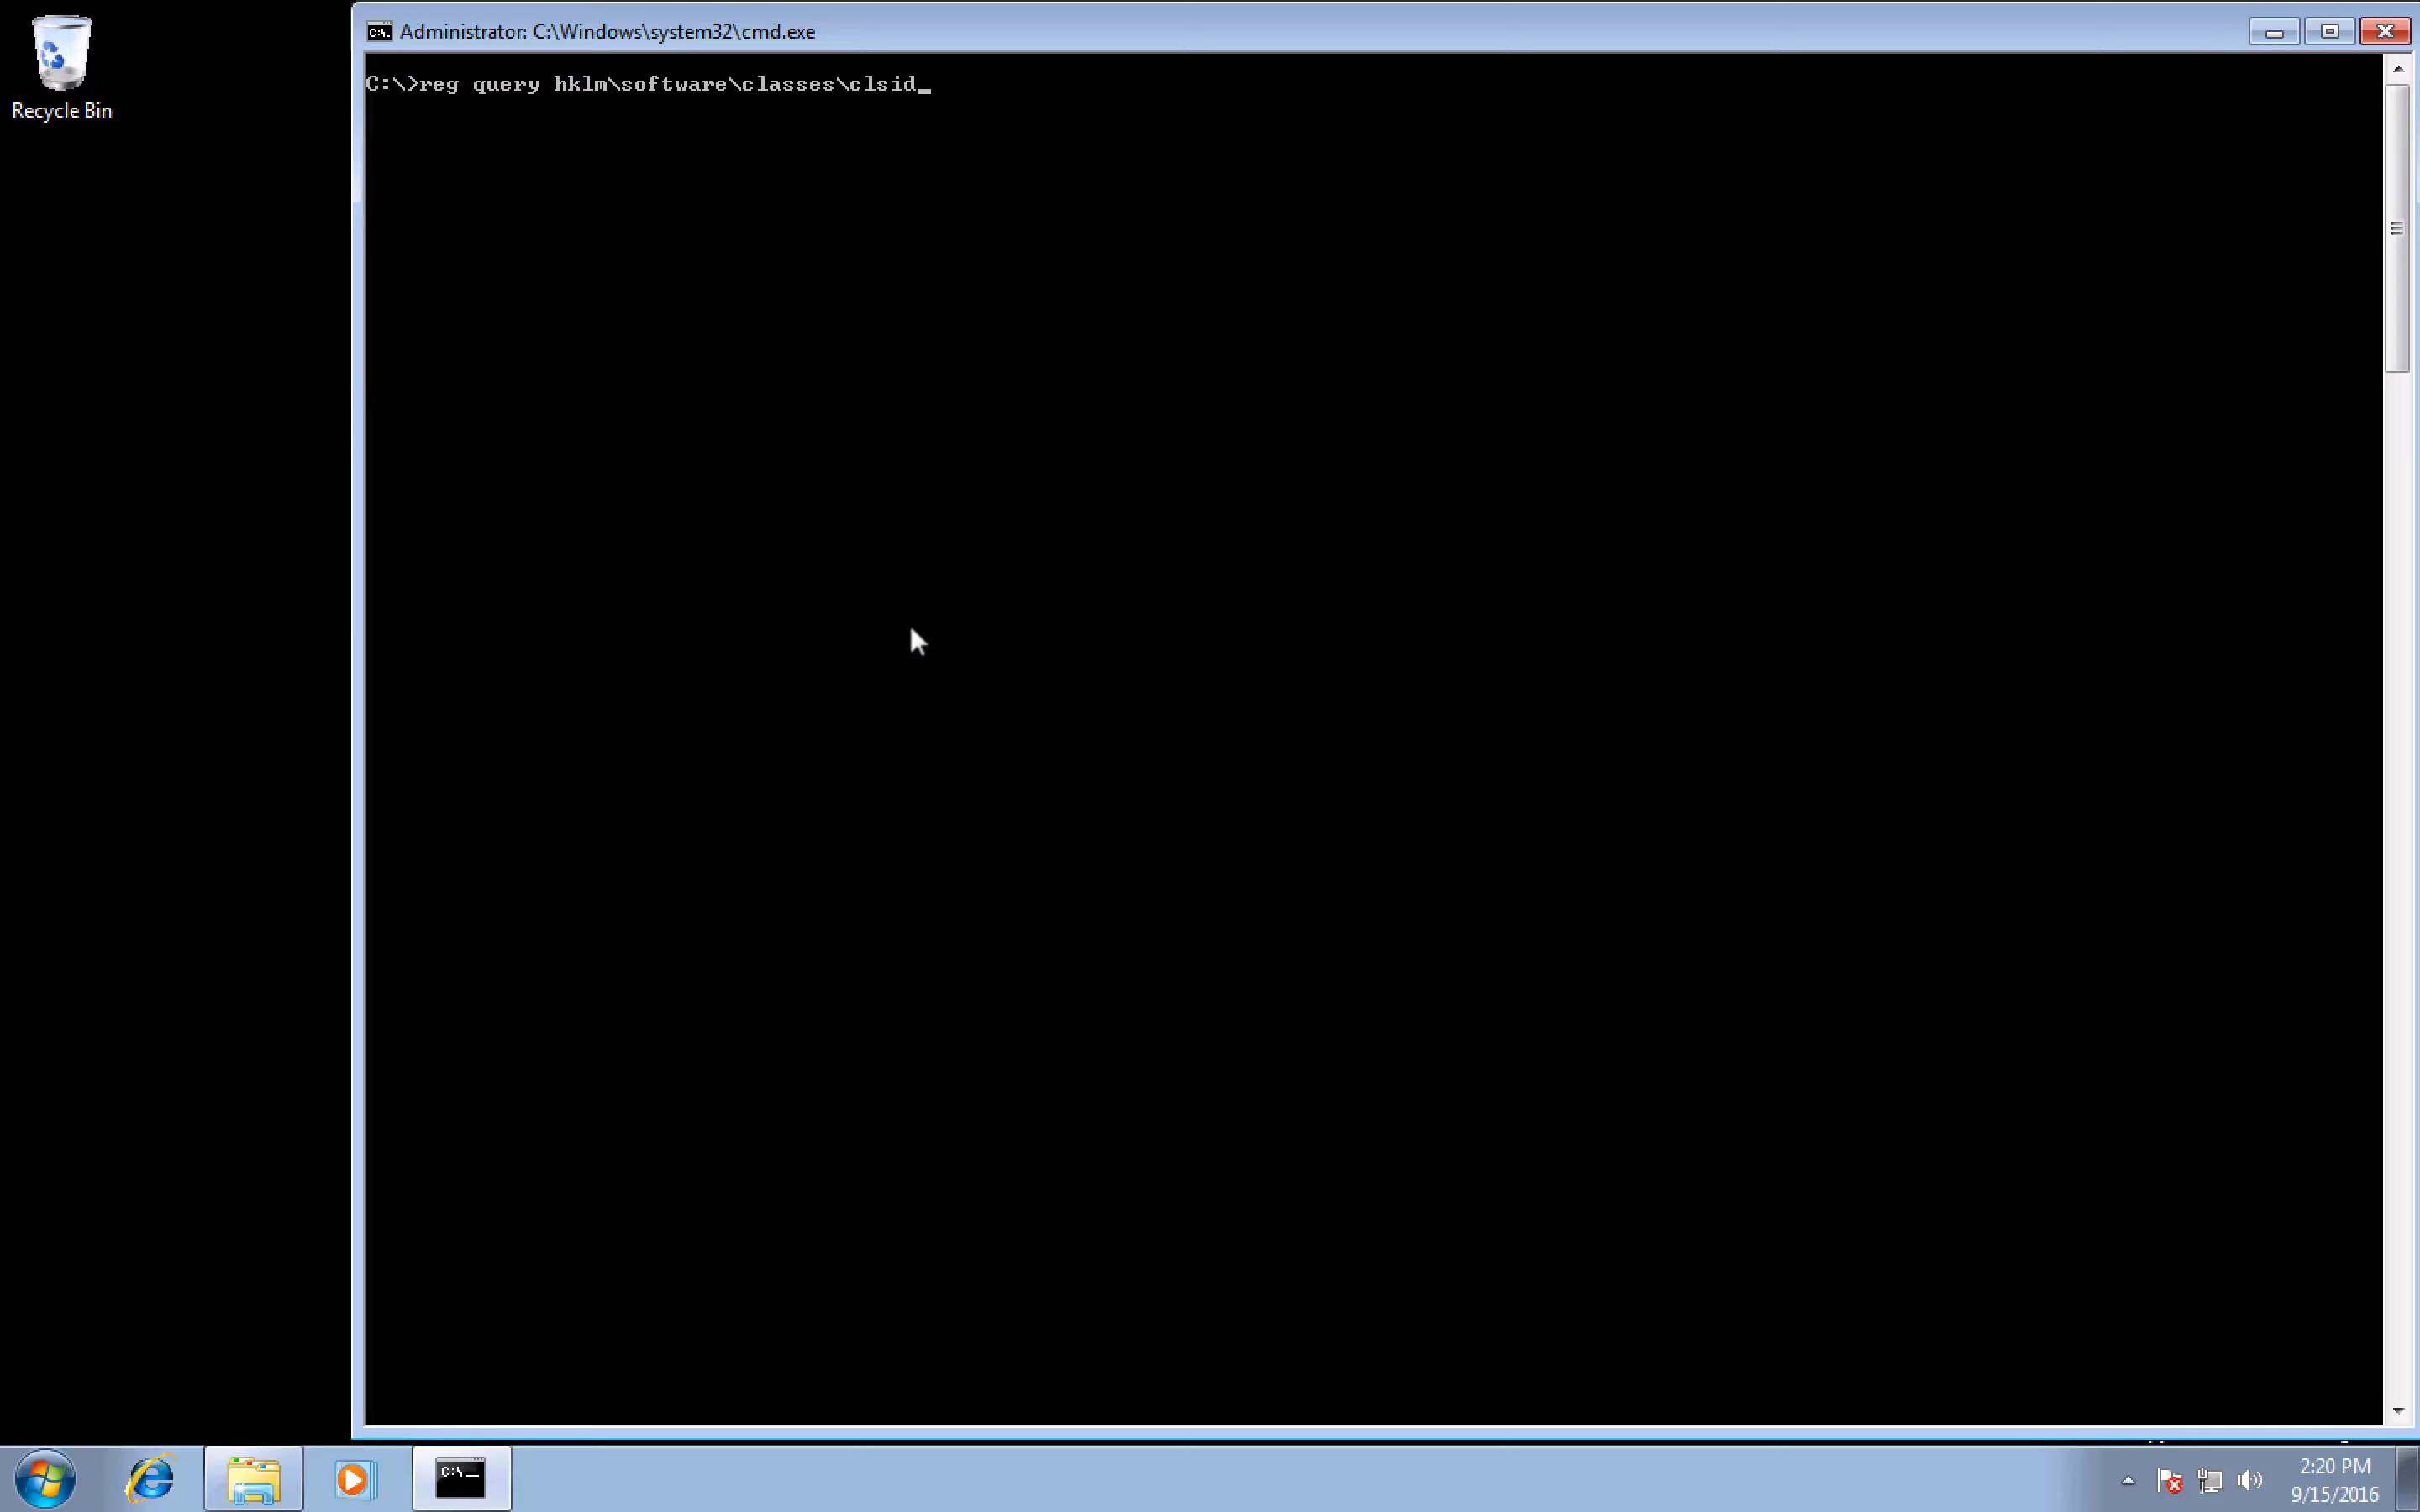 Recycle Bin
Administrator: C:\Windows\system32\cmd.exe
C:\>reg query hklm\software\classes\clsid_
2:20 PM
9/15/2016